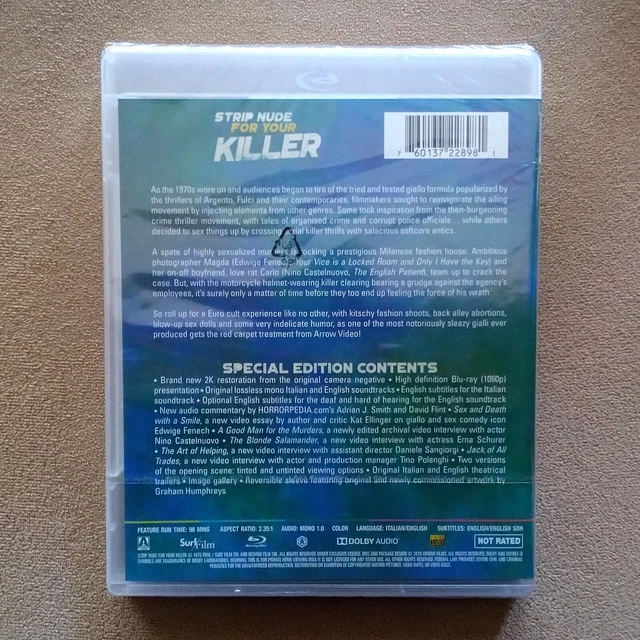 STRIP NUDE
FOR YOUR
KILLER
7 60137 22898 1
As the 1970s wore on and audiences began to tire of the tried and tested giallo formula popularized by
the thrillers of Argento, Fulci and their contemporaries, filmmakers sought to reinvigorate the ailing
movement by injecting elements from other genres. Some took inspiration from the then-burgeoning
crime thriller movement, with tales of organised crime and corrupt police officials... while others
decided to sex things up by crossing serial killer thrills with salacious softcore antics.
A spate of highly sexualized murders is rocking a prestigious Milanese fashion house. Ambitious
photographer Magda (Edwige Fenech, Your Vice is a Locked Room and Only I Have the Key) and
her on-off boyfriend, love rat Carlo (Nino Castelnuovo, The English Patient), team up to crack the
case. But, with the motorcycle helmet-wearing killer clearing bearing a grudge against the agency's
employees, it's surely only a matter of time before they too end up feeling the force of his wrath...
So roll up for a Euro cult experience like no other, with kitschy fashion shoots, back alley abortions,
blow-up sex dolls and some very indelicate humor, as one of the most notoriously sleazy gialli ever
produced gets the red carpet treatment from Arrow Video!
SPECIAL EDITION CONTENTS
• Brand new 2K restoration from the original camera negative • High definition Blu-ray (1080p)
presentation • Original lossless mono Italian and English soundtracks • English subtitles for the Italian
soundtrack • Optional English subtitles for the deaf and hard of hearing for the English soundtrack
• New audio commentary by HORRORPEDIA.com's Adrian J. Smith and David Flint • Sex and Death
with a Smile, a new video essay by author and critic Kat Ellinger on giallo and sex comedy icon
Edwige Fenech • A Good Man for the Murders, a newly edited archival video interview with actor
Nino Castelnuovo • The Blonde Salamander, a new video interview with actress Erna Schurer
• The Art of Helping, a new video interview with assistant director Daniele Sangiorgi • Jack of All
Trades, a new video interview with actor and production manager Tino Polenghi • Two versions
of the opening scene: tinted and untinted viewing options • Original Italian and English theatrical
trailers • Image gallery • Reversible sleeve featuring original and newly commissioned artwork by
Graham Humphreys
FEATURE RUN TIME: 98 MINS ASPECT RATIO: 2.35:1 AUDIO: MONO 1.0 COLOR LANGUAGE: ITALIAN/ENGLISH SUBTITLES: ENGLISH/ENGLISH SDH
Surf Film Blu-ray Disc DOLBY AUDIO NOT RATED